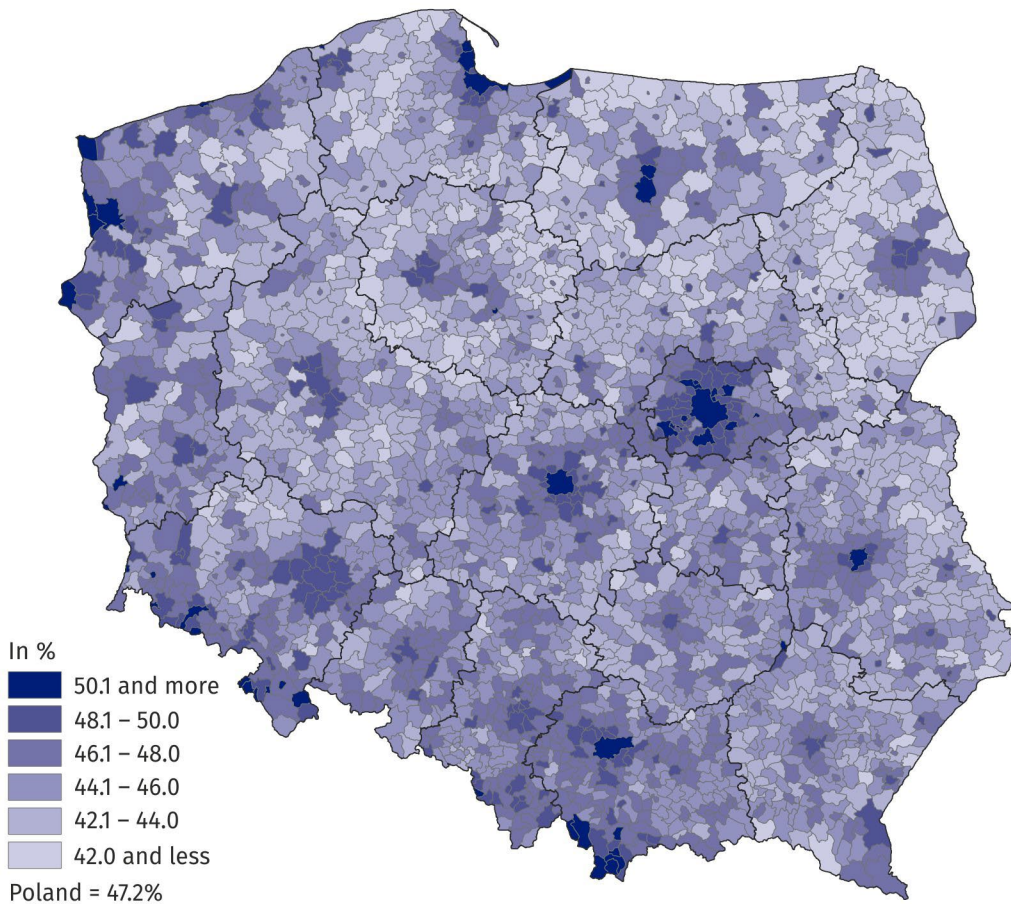 In %
50.1 and more
48.1 – 50.0
46.1 – 48.0
44.1 – 46.0
42.1 – 44.0
42.0 and less
Poland = 47.2%